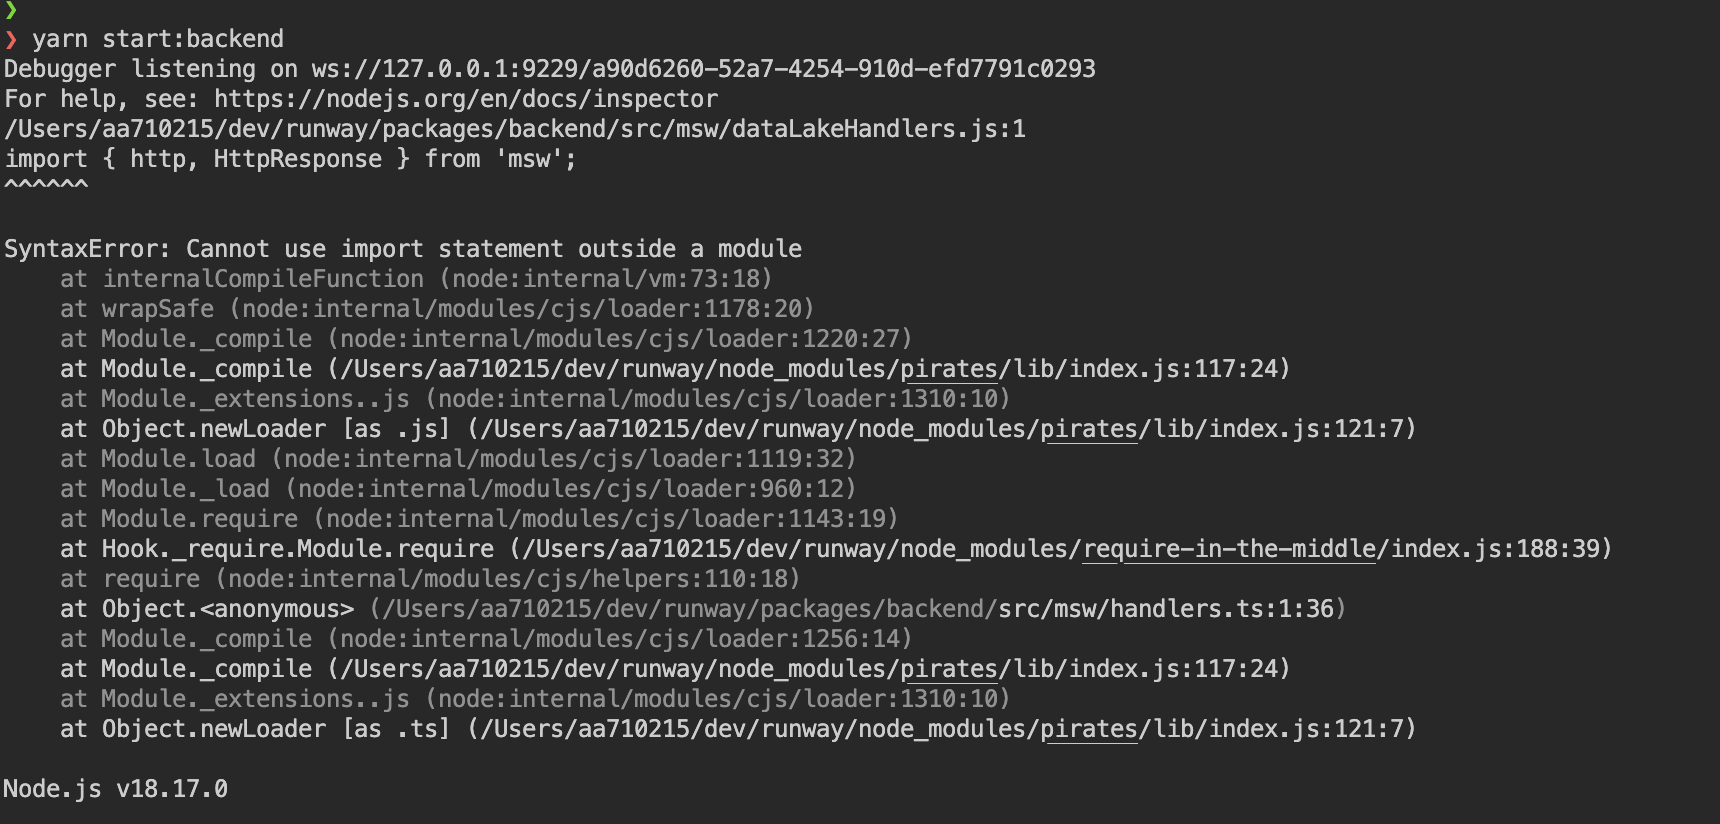 ❯
❯ yarn start:backend
Debugger listening on ws://127.0.0.1:9229/a90d6260-52a7-4254-910d-efd7791c0293
For help, see: https://nodejs.org/en/docs/inspector
/Users/aa710215/dev/runway/packages/backend/src/msw/dataLakeHandlers.js:1
import { http, HttpResponse } from 'msw';
^^^^^^
SyntaxError: Cannot use import statement outside a module
    at internalCompileFunction (node:internal/vm:73:18)
    at wrapSafe (node:internal/modules/cjs/loader:1178:20)
    at Module._compile (node:internal/modules/cjs/loader:1220:27)
    at Module._compile (/Users/aa710215/dev/runway/node_modules/pirates/lib/index.js:117:24)
    at Module._extensions..js (node:internal/modules/cjs/loader:1310:10)
    at Object.newLoader [as .js] (/Users/aa710215/dev/runway/node_modules/pirates/lib/index.js:121:7)
    at Module.load (node:internal/modules/cjs/loader:1119:32)
    at Module._load (node:internal/modules/cjs/loader:960:12)
    at Module.require (node:internal/modules/cjs/loader:1143:19)
    at Hook._require.Module.require (/Users/aa710215/dev/runway/node_modules/require-in-the-middle/index.js:188:39)
    at require (node:internal/modules/cjs/helpers:110:18)
    at Object.<anonymous> (/Users/aa710215/dev/runway/packages/backend/src/msw/handlers.ts:1:36)
    at Module._compile (node:internal/modules/cjs/loader:1256:14)
    at Module._compile (/Users/aa710215/dev/runway/node_modules/pirates/lib/index.js:117:24)
    at Module._extensions..js (node:internal/modules/cjs/loader:1310:10)
    at Object.newLoader [as .ts] (/Users/aa710215/dev/runway/node_modules/pirates/lib/index.js:121:7)
Node.js v18.17.0